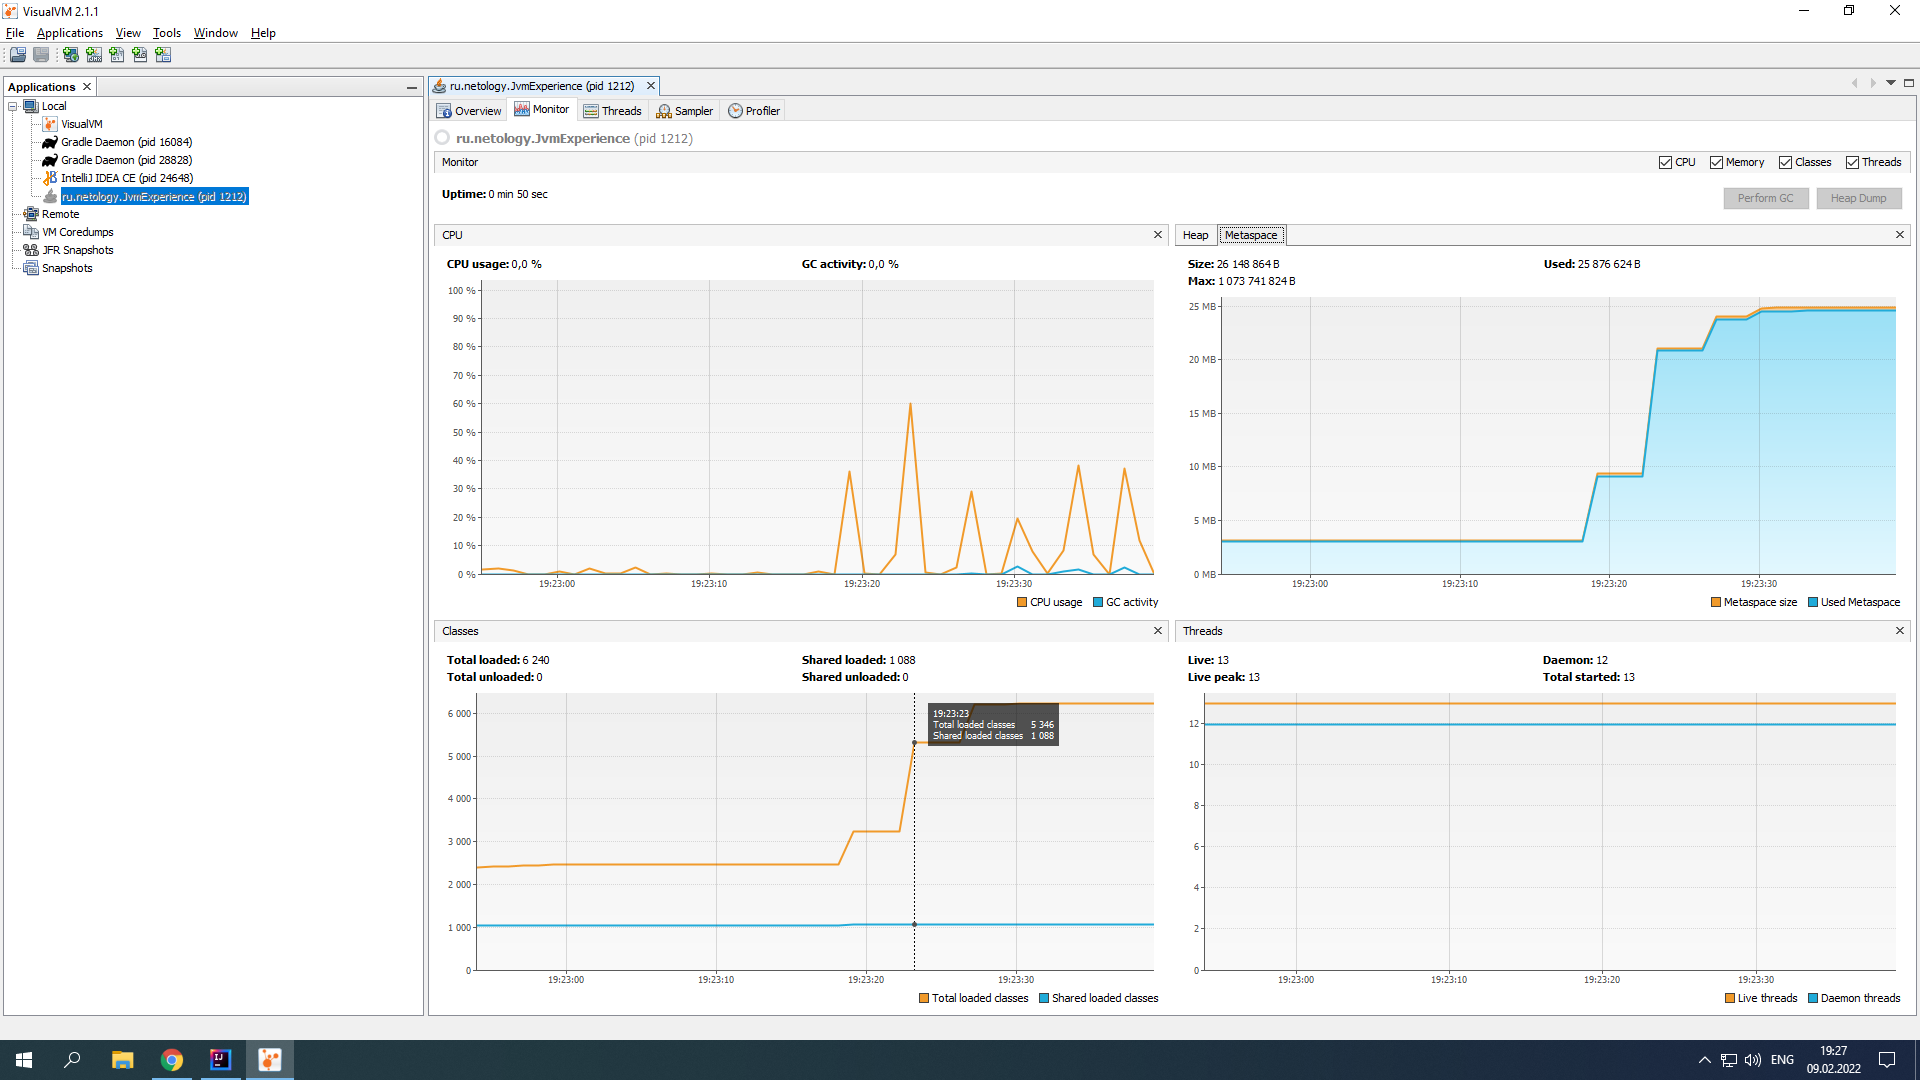 VisualVM 2.1.1
File Applications View Tools Window Help
Applications
Local
VisualVM
Gradle Daemon (pid 16084)
Gradle Daemon (pid 28828)
IntelliJ IDEA CE (pid 24648)
ru.netology.JvmExperience (pid 1212)
Remote
VM Coredumps
JFR Snapshots
Snapshots
ru.netology.JvmExperience (pid 1212)
Overview Monitor Threads Sampler Profiler
ru.netology.JvmExperience (pid 1212)
Monitor
CPU Memory Classes Threads
Uptime: 0 min 50 sec
Perform GC Heap Dump
CPU
CPU usage: 0,0 % GC activity: 0,0 %
100 %
90 %
80 %
70 %
60 %
50 %
40 %
30 %
20 %
10 %
0 %
19:23:00 19:23:10 19:23:20 19:23:30
CPU usage GC activity
Heap Metaspace
Size: 26 148 864 B Used: 25 876 624 B
Max: 1 073 741 824 B
25 MB
20 MB
15 MB
10 MB
5 MB
0 MB
19:23:00 19:23:10 19:23:20 19:23:30
Metaspace size Used Metaspace
Classes
Total loaded: 6 240 Shared loaded: 1 088
Total unloaded: 0 Shared unloaded: 0
6 000
5 000
4 000
3 000
2 000
1 000
0
19:23:23
Total loaded classes 5 346
Shared loaded classes 1 088
19:23:00 19:23:10 19:23:20 19:23:30
Total loaded classes Shared loaded classes
Threads
Live: 13 Daemon: 12
Live peak: 13 Total started: 13
12
10
8
6
4
2
0
19:23:00 19:23:10 19:23:20 19:23:30
Live threads Daemon threads
IJ
ENG
19:27
09.02.2022